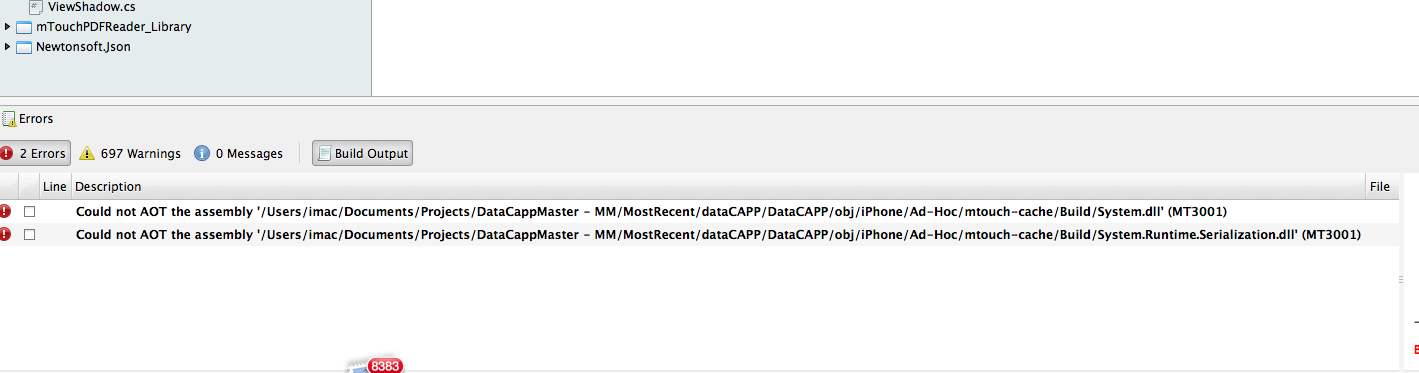 ViewShadow.cs
mTouchPDFReader_Library
Newtonsoft.Json
Errors
2 Errors 697 Warnings 0 Messages Build Output
Line Description File
Could not AOT the assembly '/Users/imac/Documents/Projects/DataCappMaster - MM/MostRecent/dataCAPP/DataCAPP/obj/iPhone/Ad-Hoc/mtouch-cache/Build/System.dll' (MT3001)
Could not AOT the assembly '/Users/imac/Documents/Projects/DataCappMaster - MM/MostRecent/dataCAPP/DataCAPP/obj/iPhone/Ad-Hoc/mtouch-cache/Build/System.Runtime.Serialization.dll' (MT3001)
8383